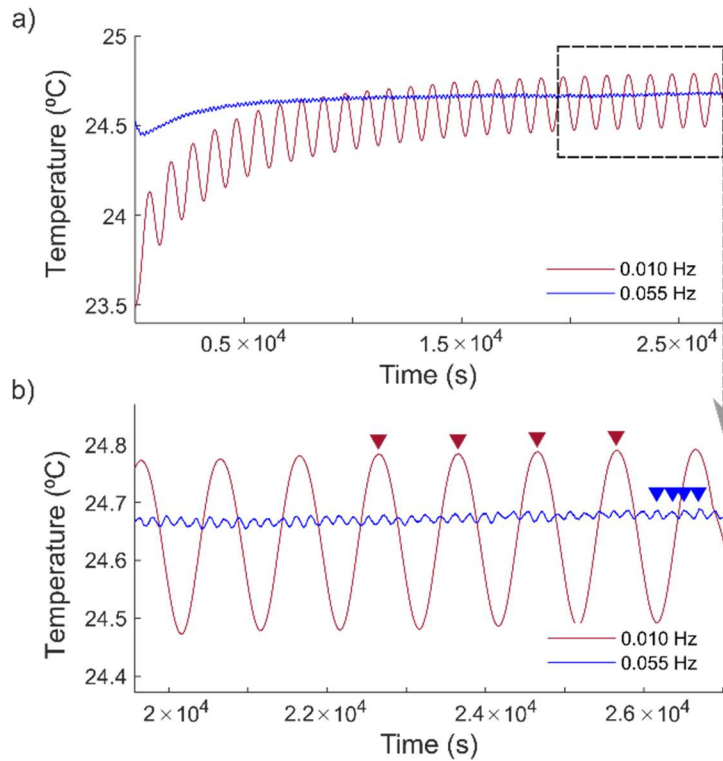 a)
25
24.5
24
23.5
Temperature (ºC)
0.010 Hz
0.055 Hz
0.5×10⁴
1.5×10⁴
2.5×10⁴
Time (s)
b)
24.8
24.7
24.6
24.5
24.4
Temperature (ºC)
0.010 Hz
0.055 Hz
2×10⁴
2.2×10⁴
2.4×10⁴
2.6×10⁴
Time (s)